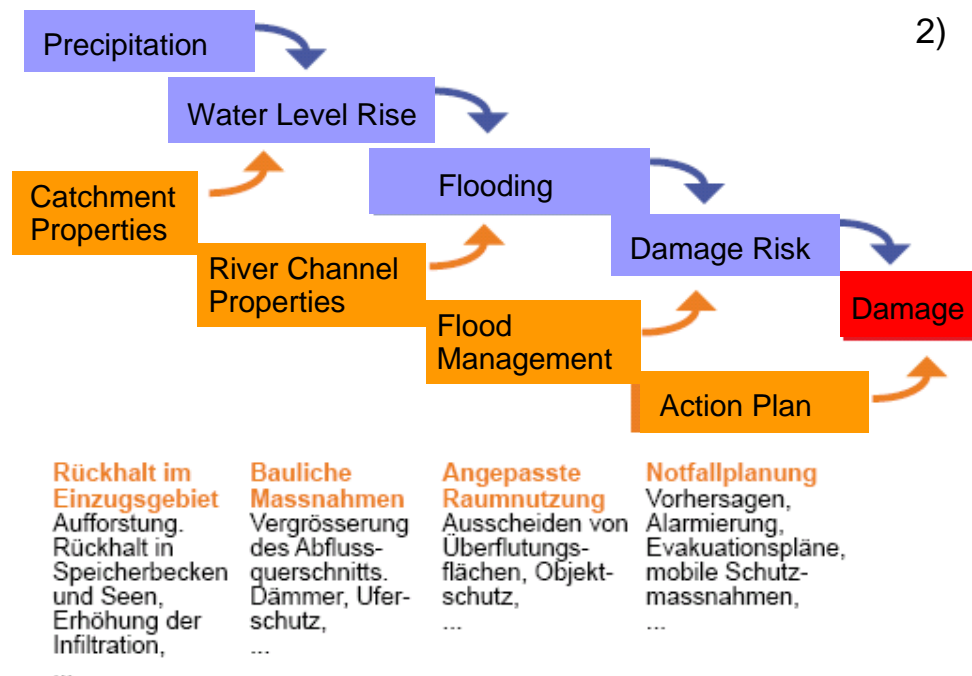 2)
Precipitation
Water Level Rise
Flooding
Damage Risk
Damage
Catchment
Properties
River Channel
Properties
Flood
Management
Action Plan
Rückhalt im
Einzugsgebiet
Aufforstung.
Rückhalt in
Speicherbecken
und Seen,
Erhöhung der
Infiltration,
...
Bauliche
Massnahmen
Vergrösserung
des Abfluss-
querschnitts.
Dämmer, Ufer-
schutz,
...
Angepasste
Raumnutzung
Ausscheiden von
Überflutungs-
flächen, Objekt-
schutz,
...
Notfallplanung
Vorhersagen,
Alarmierung,
Evakuationspläne,
mobile Schutz-
massnahmen,
...